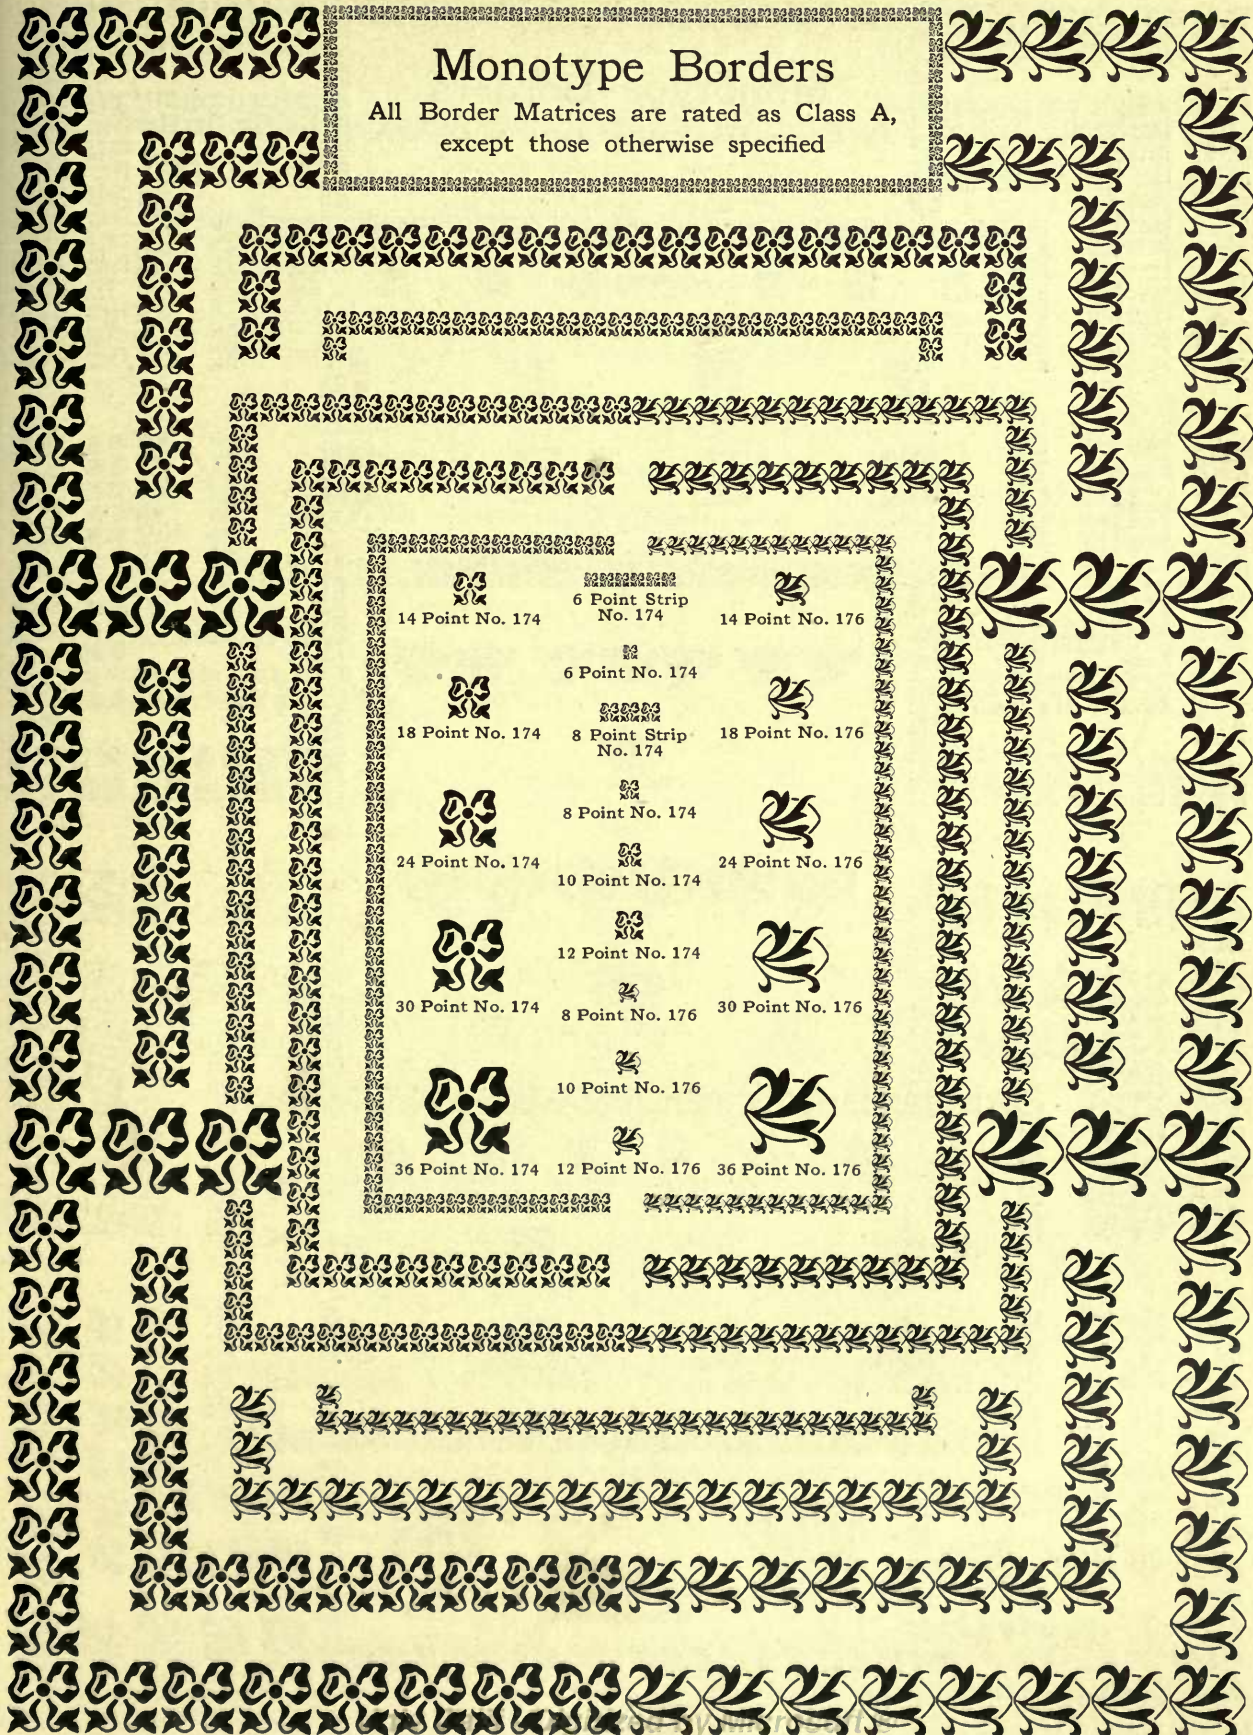 Monotype Borders
All Border Matrices are rated as Class A,
except those otherwise specified
14 Point No. 174
6 Point Strip
No. 174
14 Point No. 176
6 Point No. 174
18 Point No. 174
8 Point Strip
No. 174
18 Point No. 176
8 Point No. 174
24 Point No. 174
10 Point No. 174
24 Point No. 176
12 Point No. 174
30 Point No. 174
8 Point No. 176
30 Point No. 176
10 Point No. 176
36 Point No. 174
12 Point No. 176
36 Point No. 176